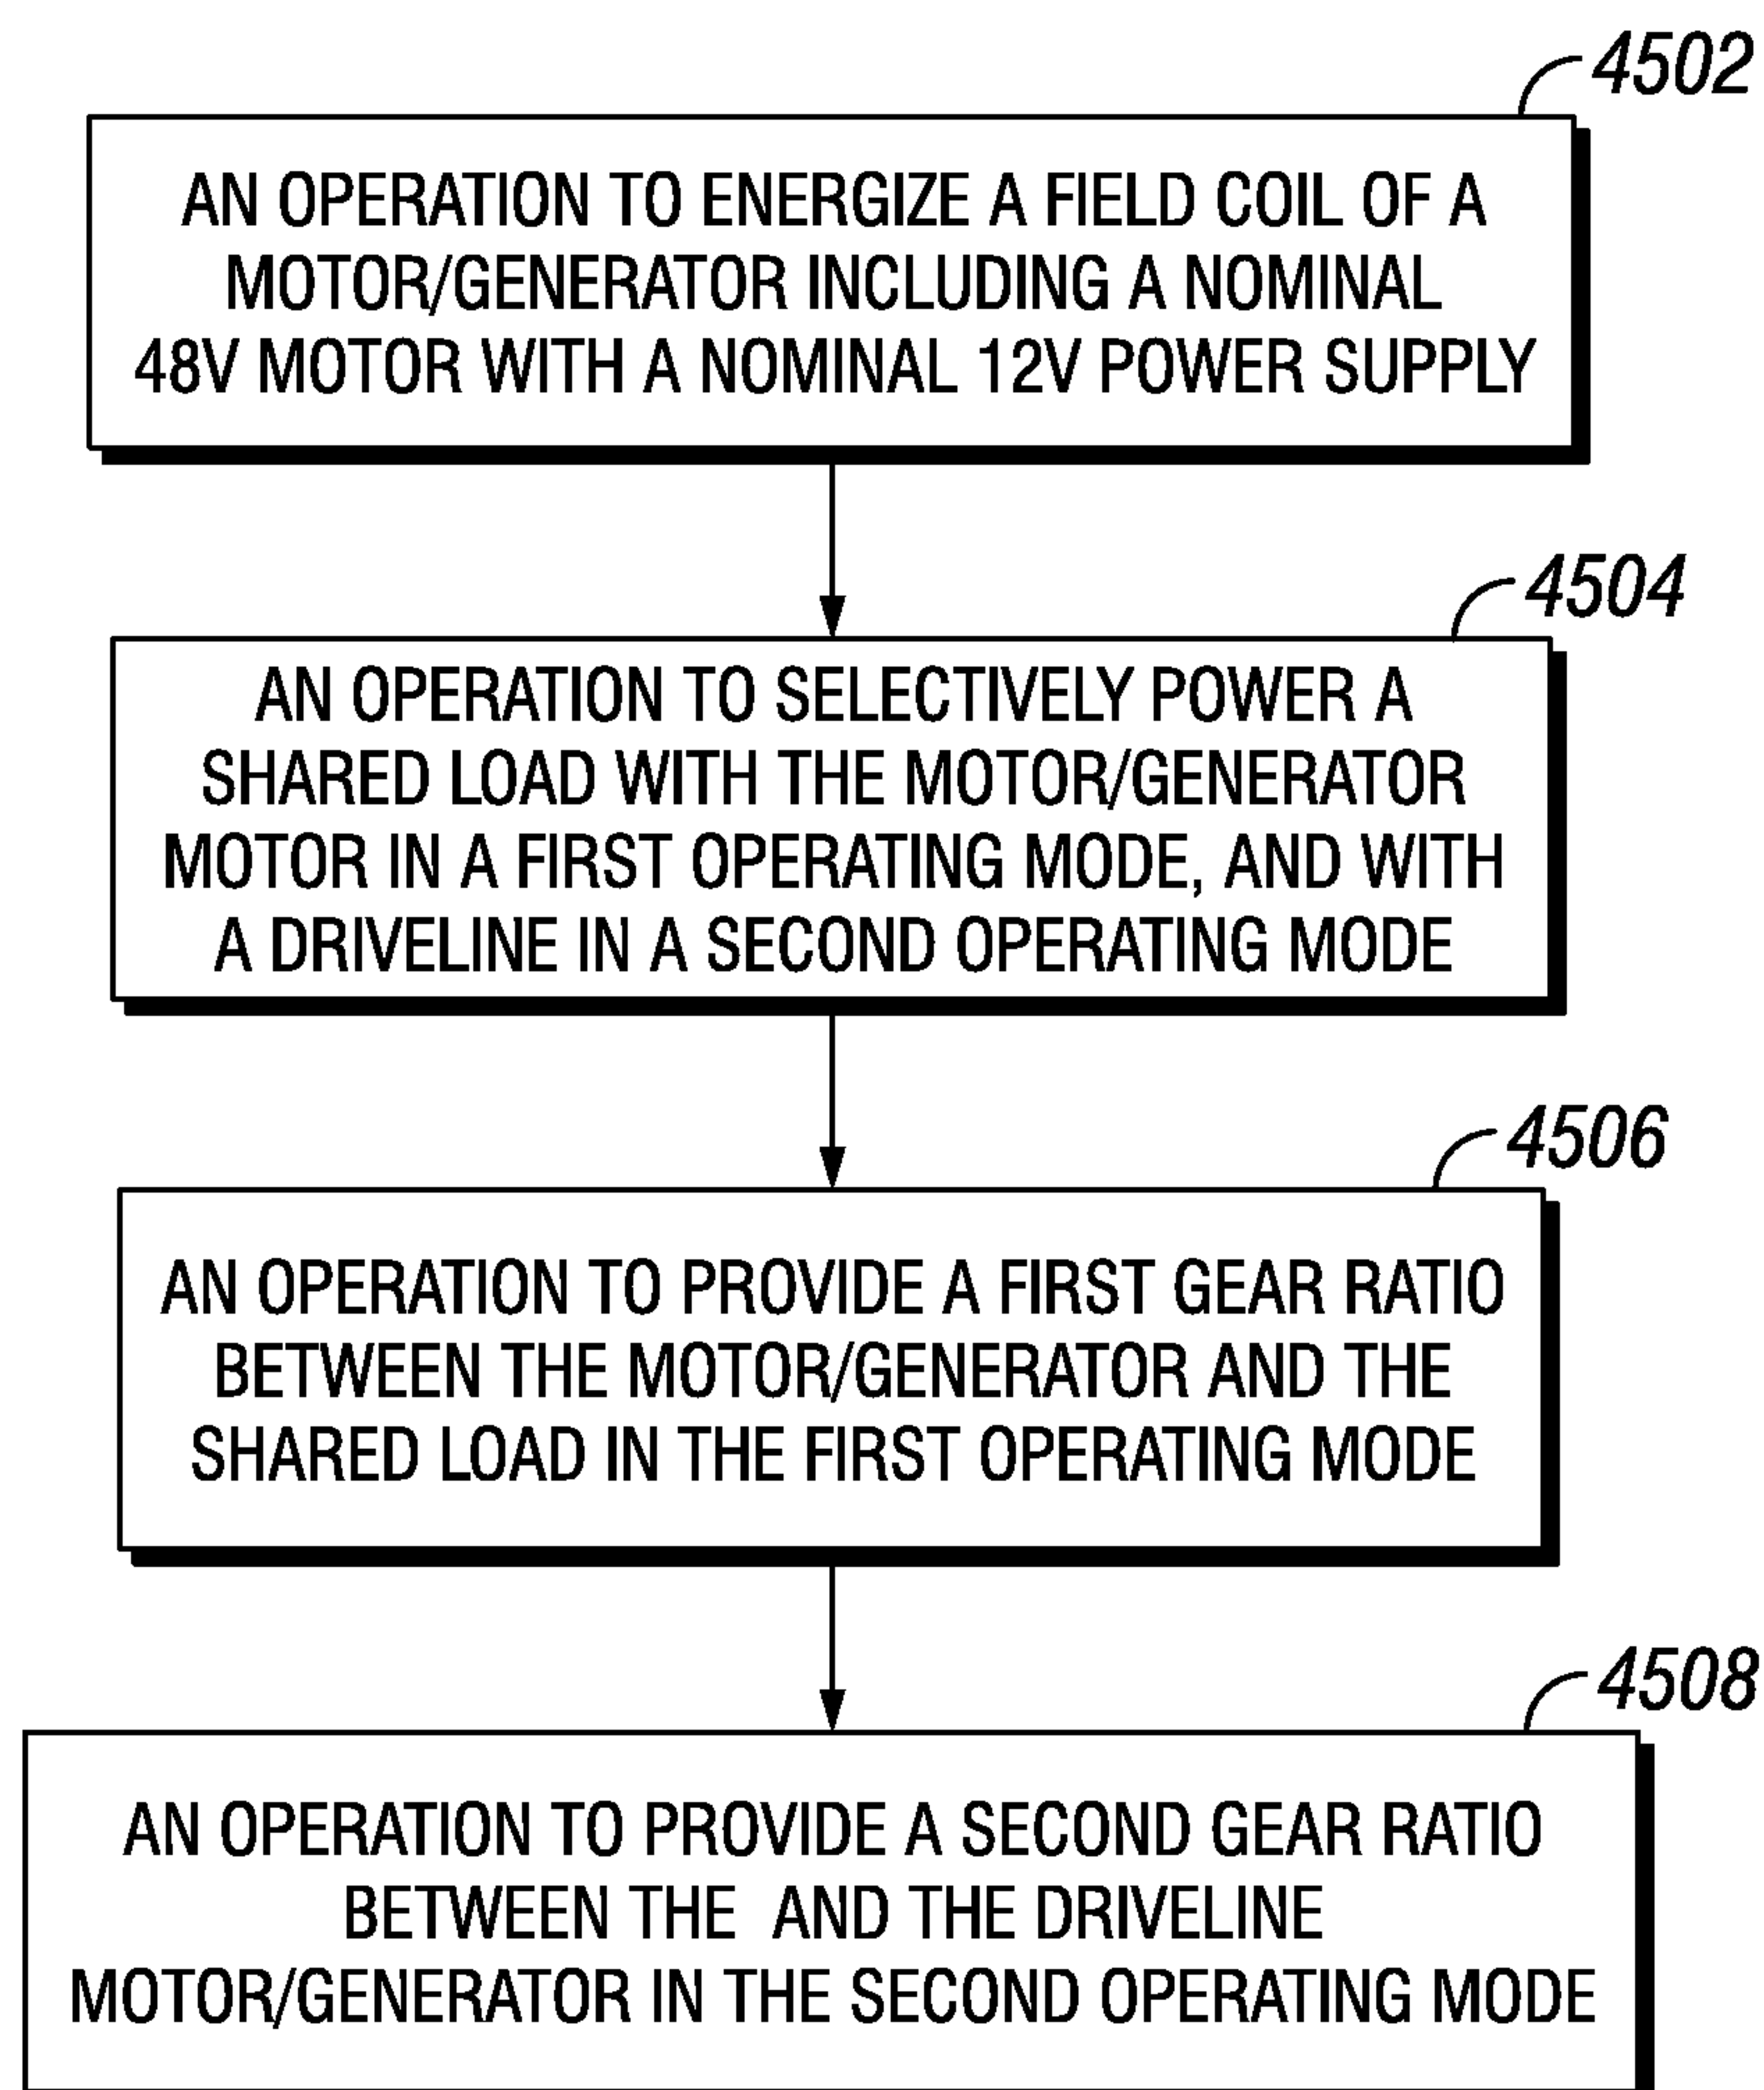 4502
AN OPERATION TO ENERGIZE A FIELD COIL OF A
MOTOR/GENERATOR INCLUDING A NOMINAL
48V MOTOR WITH A NOMINAL 12V POWER SUPPLY
4504
AN OPERATION TO SELECTIVELY POWER A
SHARED LOAD WITH THE MOTOR/GENERATOR
MOTOR IN A FIRST OPERATING MODE, AND WITH
A DRIVELINE IN A SECOND OPERATING MODE
4506
AN OPERATION TO PROVIDE A FIRST GEAR RATIO
BETWEEN THE MOTOR/GENERATOR AND THE
SHARED LOAD IN THE FIRST OPERATING MODE
4508
AN OPERATION TO PROVIDE A SECOND GEAR RATIO
BETWEEN THE AND THE DRIVELINE
MOTOR/GENERATOR IN THE SECOND OPERATING MODE